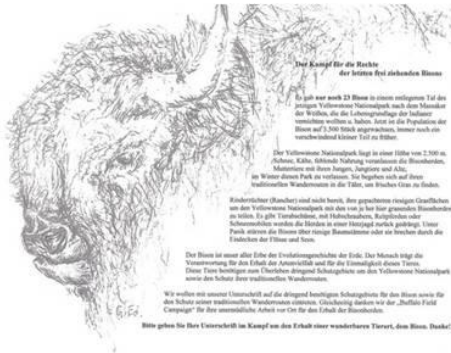 Der Kampf für die Rechte
der letzten frei ziehenden Bisons
Es gab nur noch 23 Bison in einem entlegenen Tal des
jetzigen Yellowstone Nationalpark nach dem Massaker
der Weißen, die die Lebensgrundlage der Indianer
vernichten wollten u. haben. Jetzt ist die Population der
Bison auf 3.500 Stück angewachsen, immer noch ein
verschwindend kleiner Teil zu früher.
Der Yellowstone Nationalpark liegt in einer Höhe von 2.500 m.
Schnee, Kälte, fehlende Nahrung veranlassen die Bisonherden,
Muttertiere mit ihren Jungen, Jungtiere und Alte,
im Winter diesen Park zu verlassen. Sie begeben sich auf ihren
traditionellen Wanderrouten in die Täler, um frisches Gras zu finden.
Rinderzüchter (Rancher) sind nicht bereit, ihre gepachteten riesigen Grasflächen
um den Yellowstone Nationalpark mit den von je her hier grasenden Bisonherden
zu teilen. Es gibt Tierabschüsse, mit Hubschraubern, Reitpferden oder
Schneemobilen werden die Herden in einer Hetzjagd zurück gedrängt. Unter
Panik stürzen die Bisons über riesige Baumstämme oder sie brechen durch die
Eisdecken der Flüsse und Seen.
Der Bison ist unser aller Erbe der Evolutionsgeschichte der Erde. Der Mensch trägt die
Verantwortung für den Erhalt der Artenvielfalt und für die Einmaligkeit dieses Tieres.
Diese Tiere benötigen zum Überleben dringend Schutzgebiete um den Yellowstone Nationalpark
sowie den Schutz ihrer traditionellen Wanderrouten.
Wir wollen mit unserer Unterschrift auf die dringend benötigten Schutzgebiete für den Bison sowie für
den Schutz seiner traditionellen Wanderrouten eintreten. Gleichzeitig danken wir der „Buffalo Field
Campaign" für ihre unermüdliche Arbeit vor Ort für den Erhalt der Bisonherden.
Bitte geben Sie Ihre Unterschrift im Kampf um den Erhalt einer wunderbaren Tierart, dem Bison. Danke!